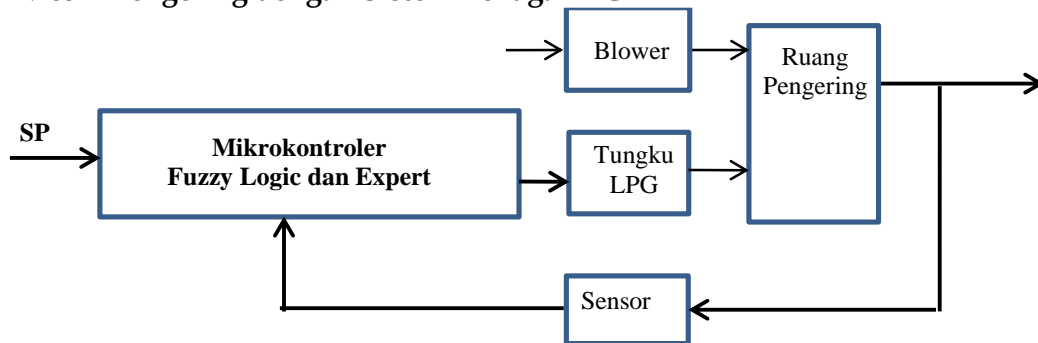 Blower
Ruang
Pengering
SP
Mikrokontroler
Fuzzy Logic dan Expert
Tungku
LPG
Sensor